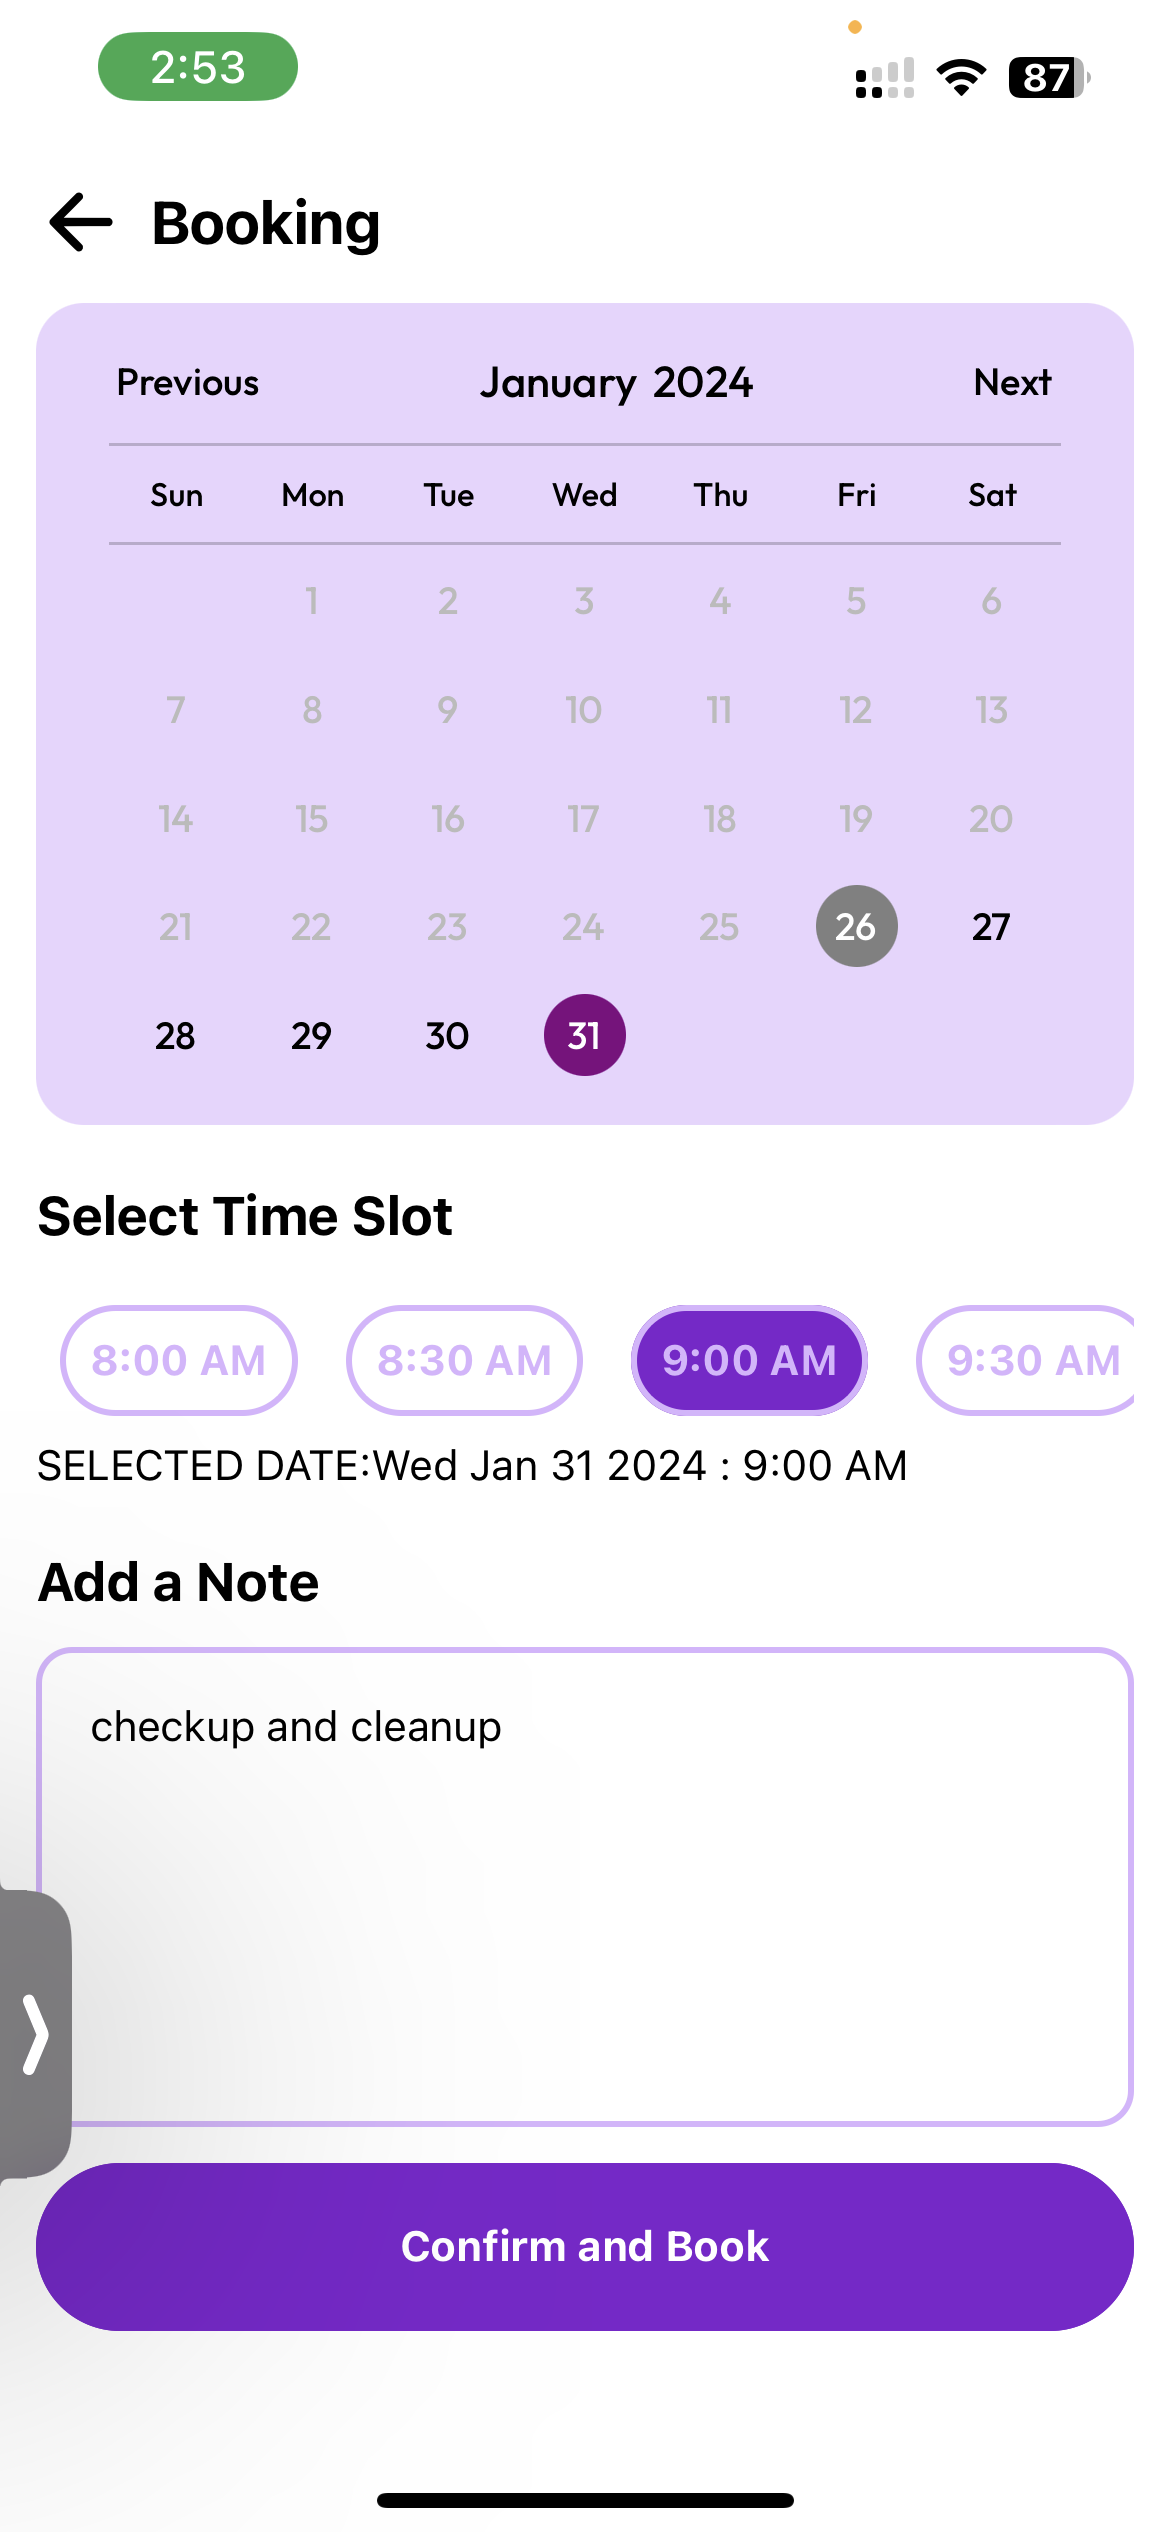 2:53
87
Booking
Previous January 2024 Next
Sun Mon Tue Wed Thu Fri Sat
1 2 3 4 5 6
7 8 9 10 11 12 13
14 15 16 17 18 19 20
21 22 23 24 25 26 27
28 29 30 31
Select Time Slot
8:00 AM 8:30 AM 9:00 AM 9:30 AM
SELECTED DATE:Wed Jan 31 2024 : 9:00 AM
Add a Note
checkup and cleanup
Confirm and Book